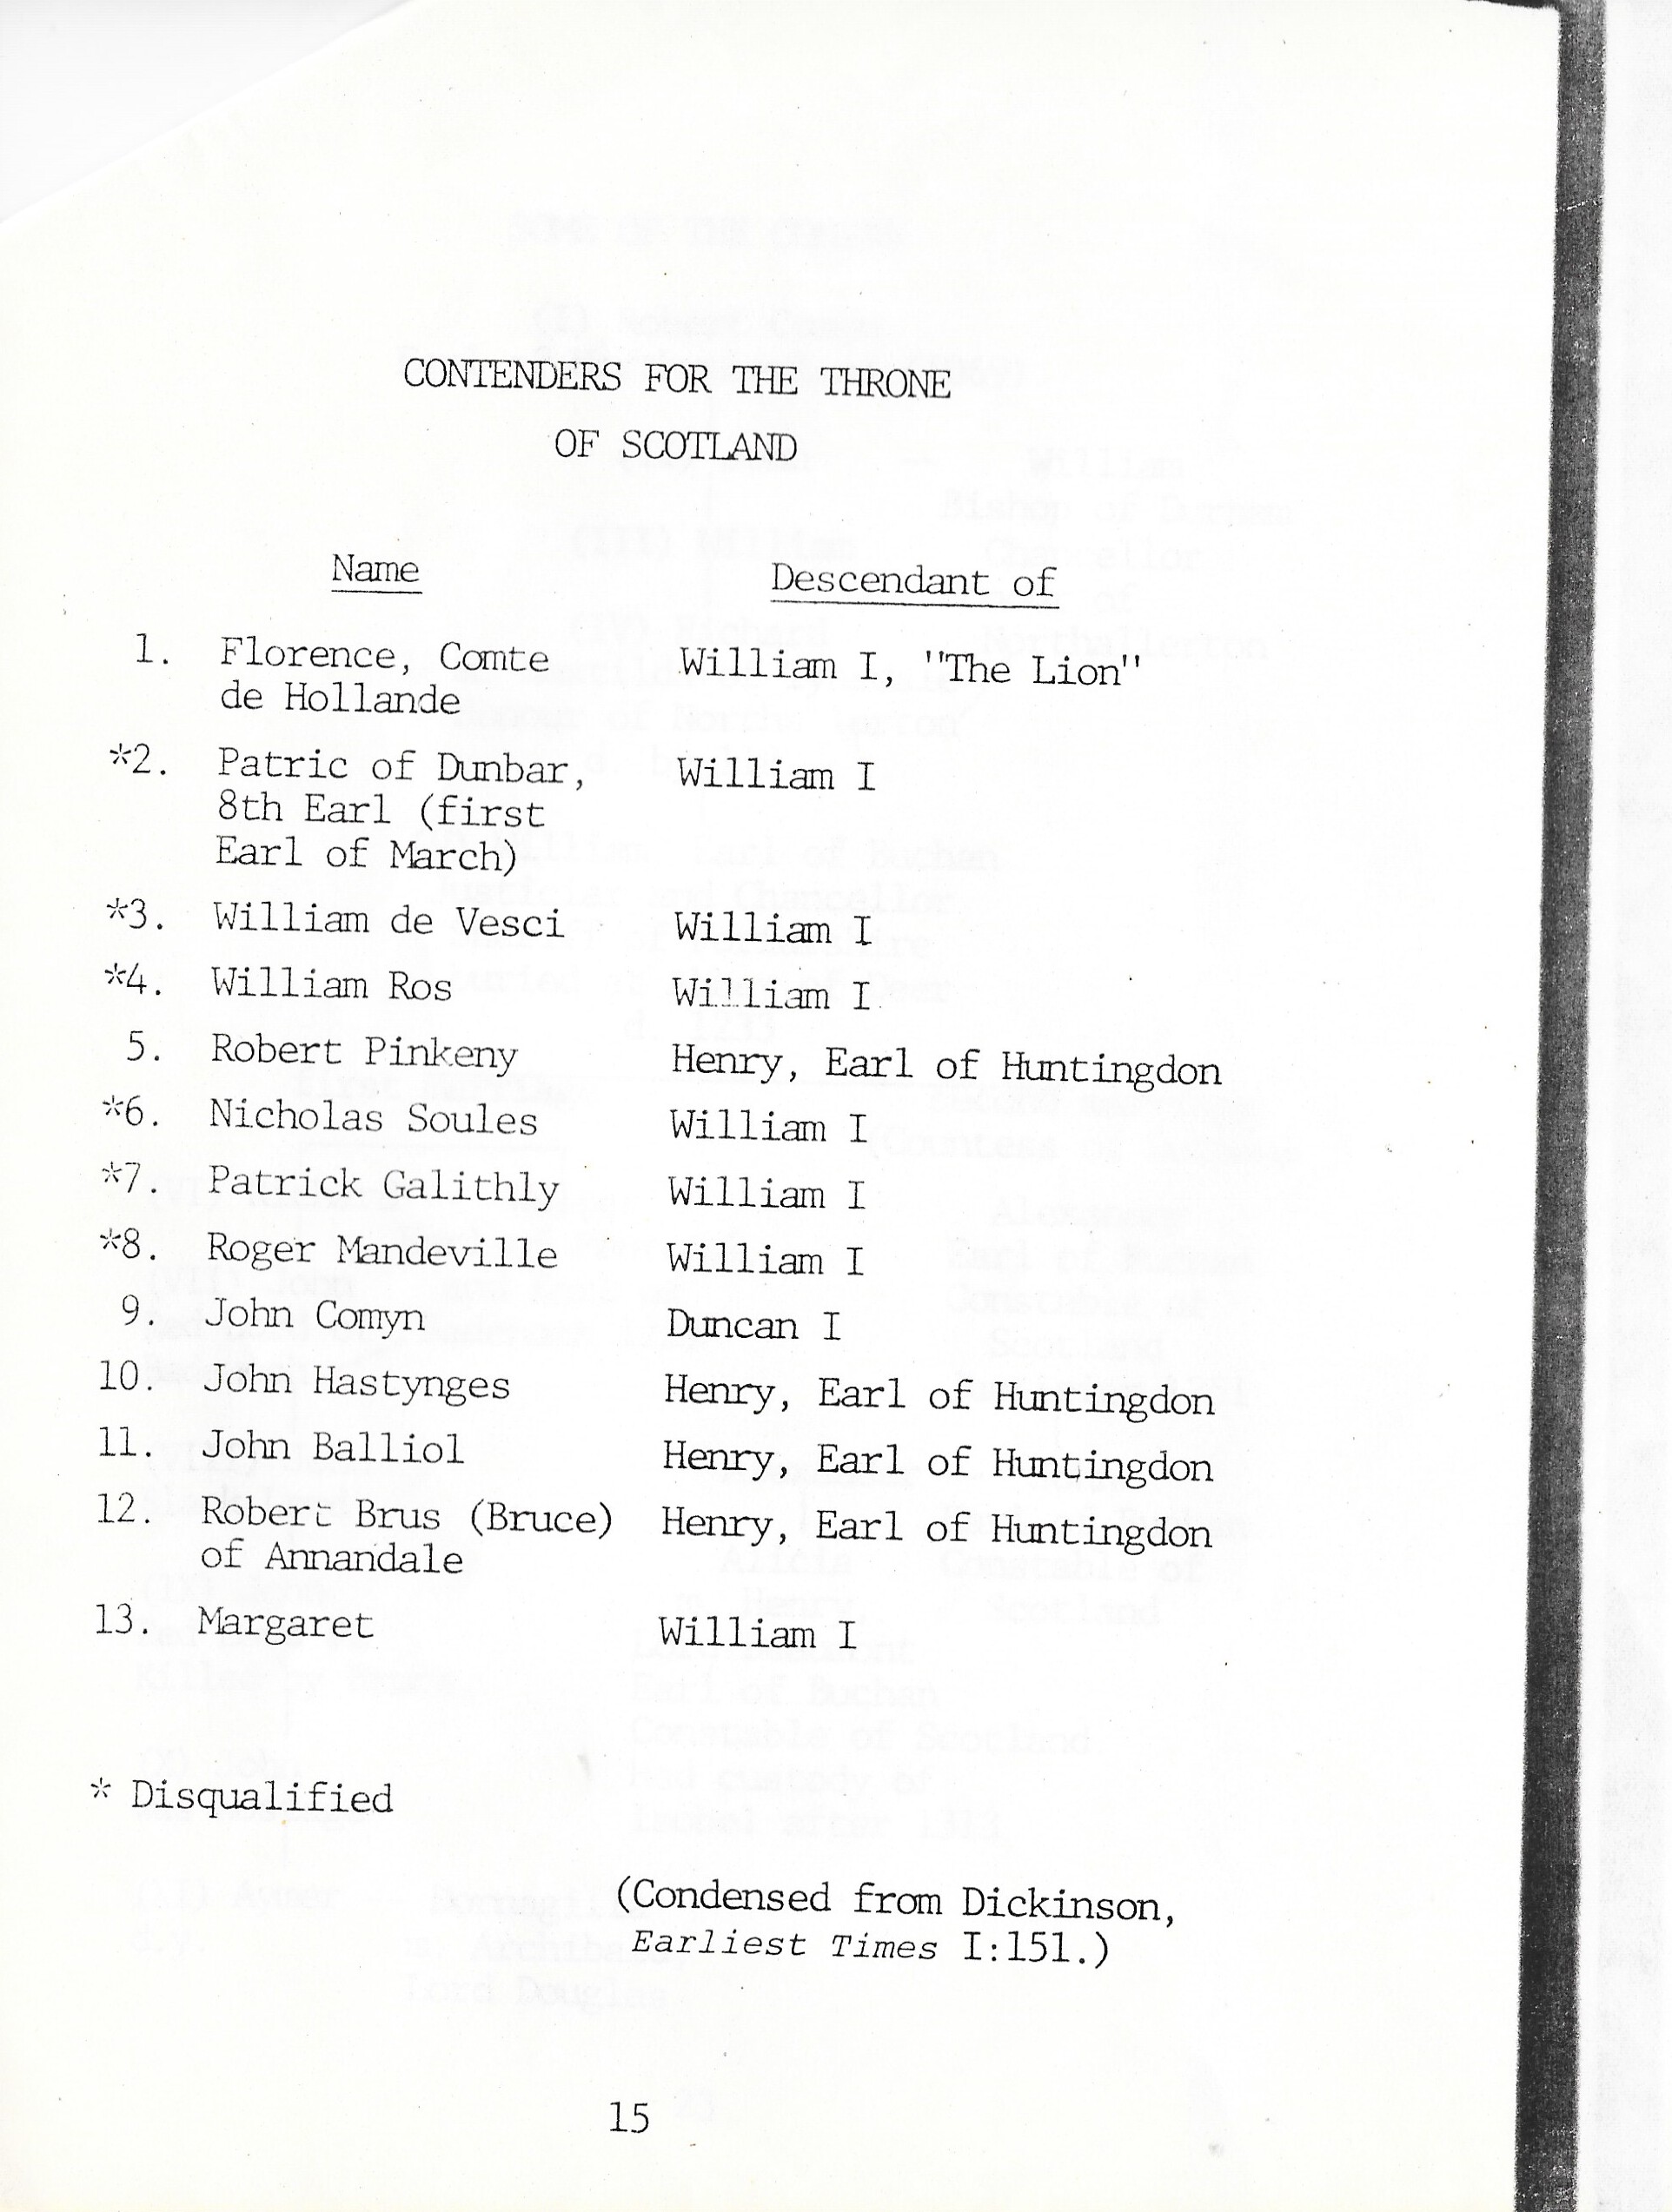 CONTENDERS FOR THE THRONE
OF SCOTLAND
Name Descendant of
1. Florence, Comte William I, "The Lion"
de Hollande
*2. Patric of Dunbar, William I
8th Earl (first
Earl of March)
*3. William de Vesci William I
*4. William Ros William I
5. Robert Pinkeny Henry, Earl of Huntingdon
*6. Nicholas Soules William I
*7. Patrick Galithly William I
*8. Roger Mandeville William I
9. John Comyn Duncan I
10. John Hastynges Henry, Earl of Huntingdon
11. John Balliol Henry, Earl of Huntingdon
12. Robert Brus (Bruce) Henry, Earl of Huntingdon
of Annandale
13. Margaret William I
* Disqualified
(Condensed from Dickinson,
Earliest Times I:151.)
15